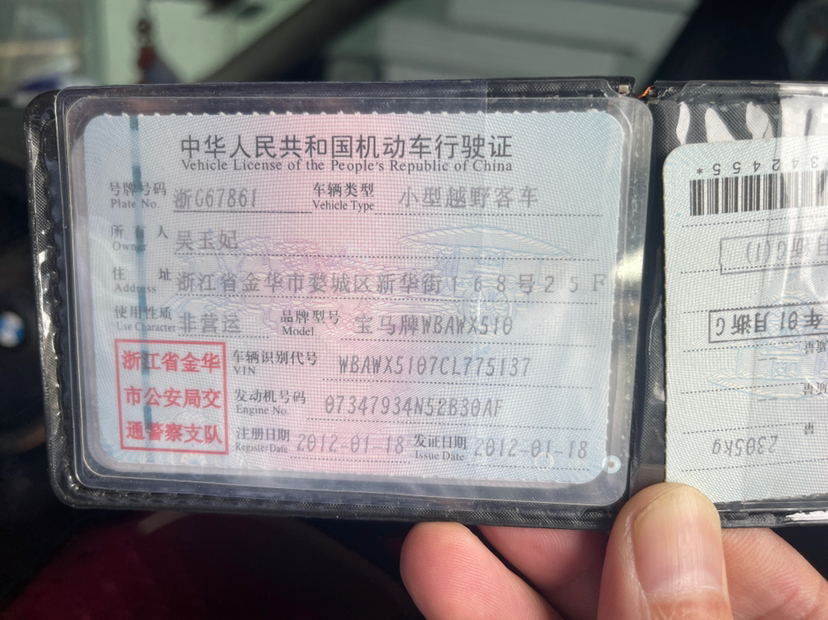 中华人民共和国机动车行驶证
Vehicle License of the People's Republic of China
号牌号码 浙G67861 车辆类型 小型越野客车
Plate No. Vehicle Type
所有人 吴玉妃
Owner
住址 浙江省金华市婺城区新华街168号25F
Address
使用性质 非营运 品牌型号 宝马牌WBAWX510
Use Character Model
浙江省金华
市公安局交
通警察支队
车辆识别代号 WBAWX5107CL775137
VIN
发动机号码 07347934N52B30AF
Engine No.
注册日期 2012-01-18 发证日期 2012-01-18
Register Date Issue Date
342455*
年01月浙G
2305kg